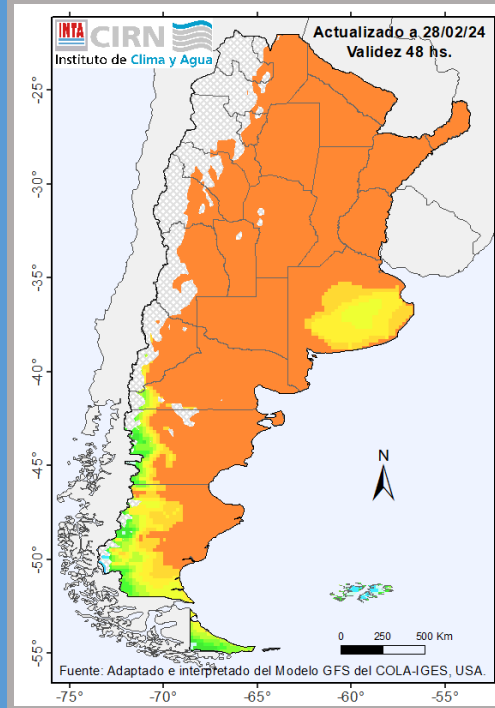 INTA CIRN
Instituto de Clima y Agua
Actualizado a 28/02/24
Validez 48 hs.
-25°
-30°
-35°
-40°
-45°
-50°
-55°
N
0 250 500 Km
Fuente: Adaptado e interpretado del Modelo GFS del COLA-IGES, USA.
-75° -70° -65° -60° -55°